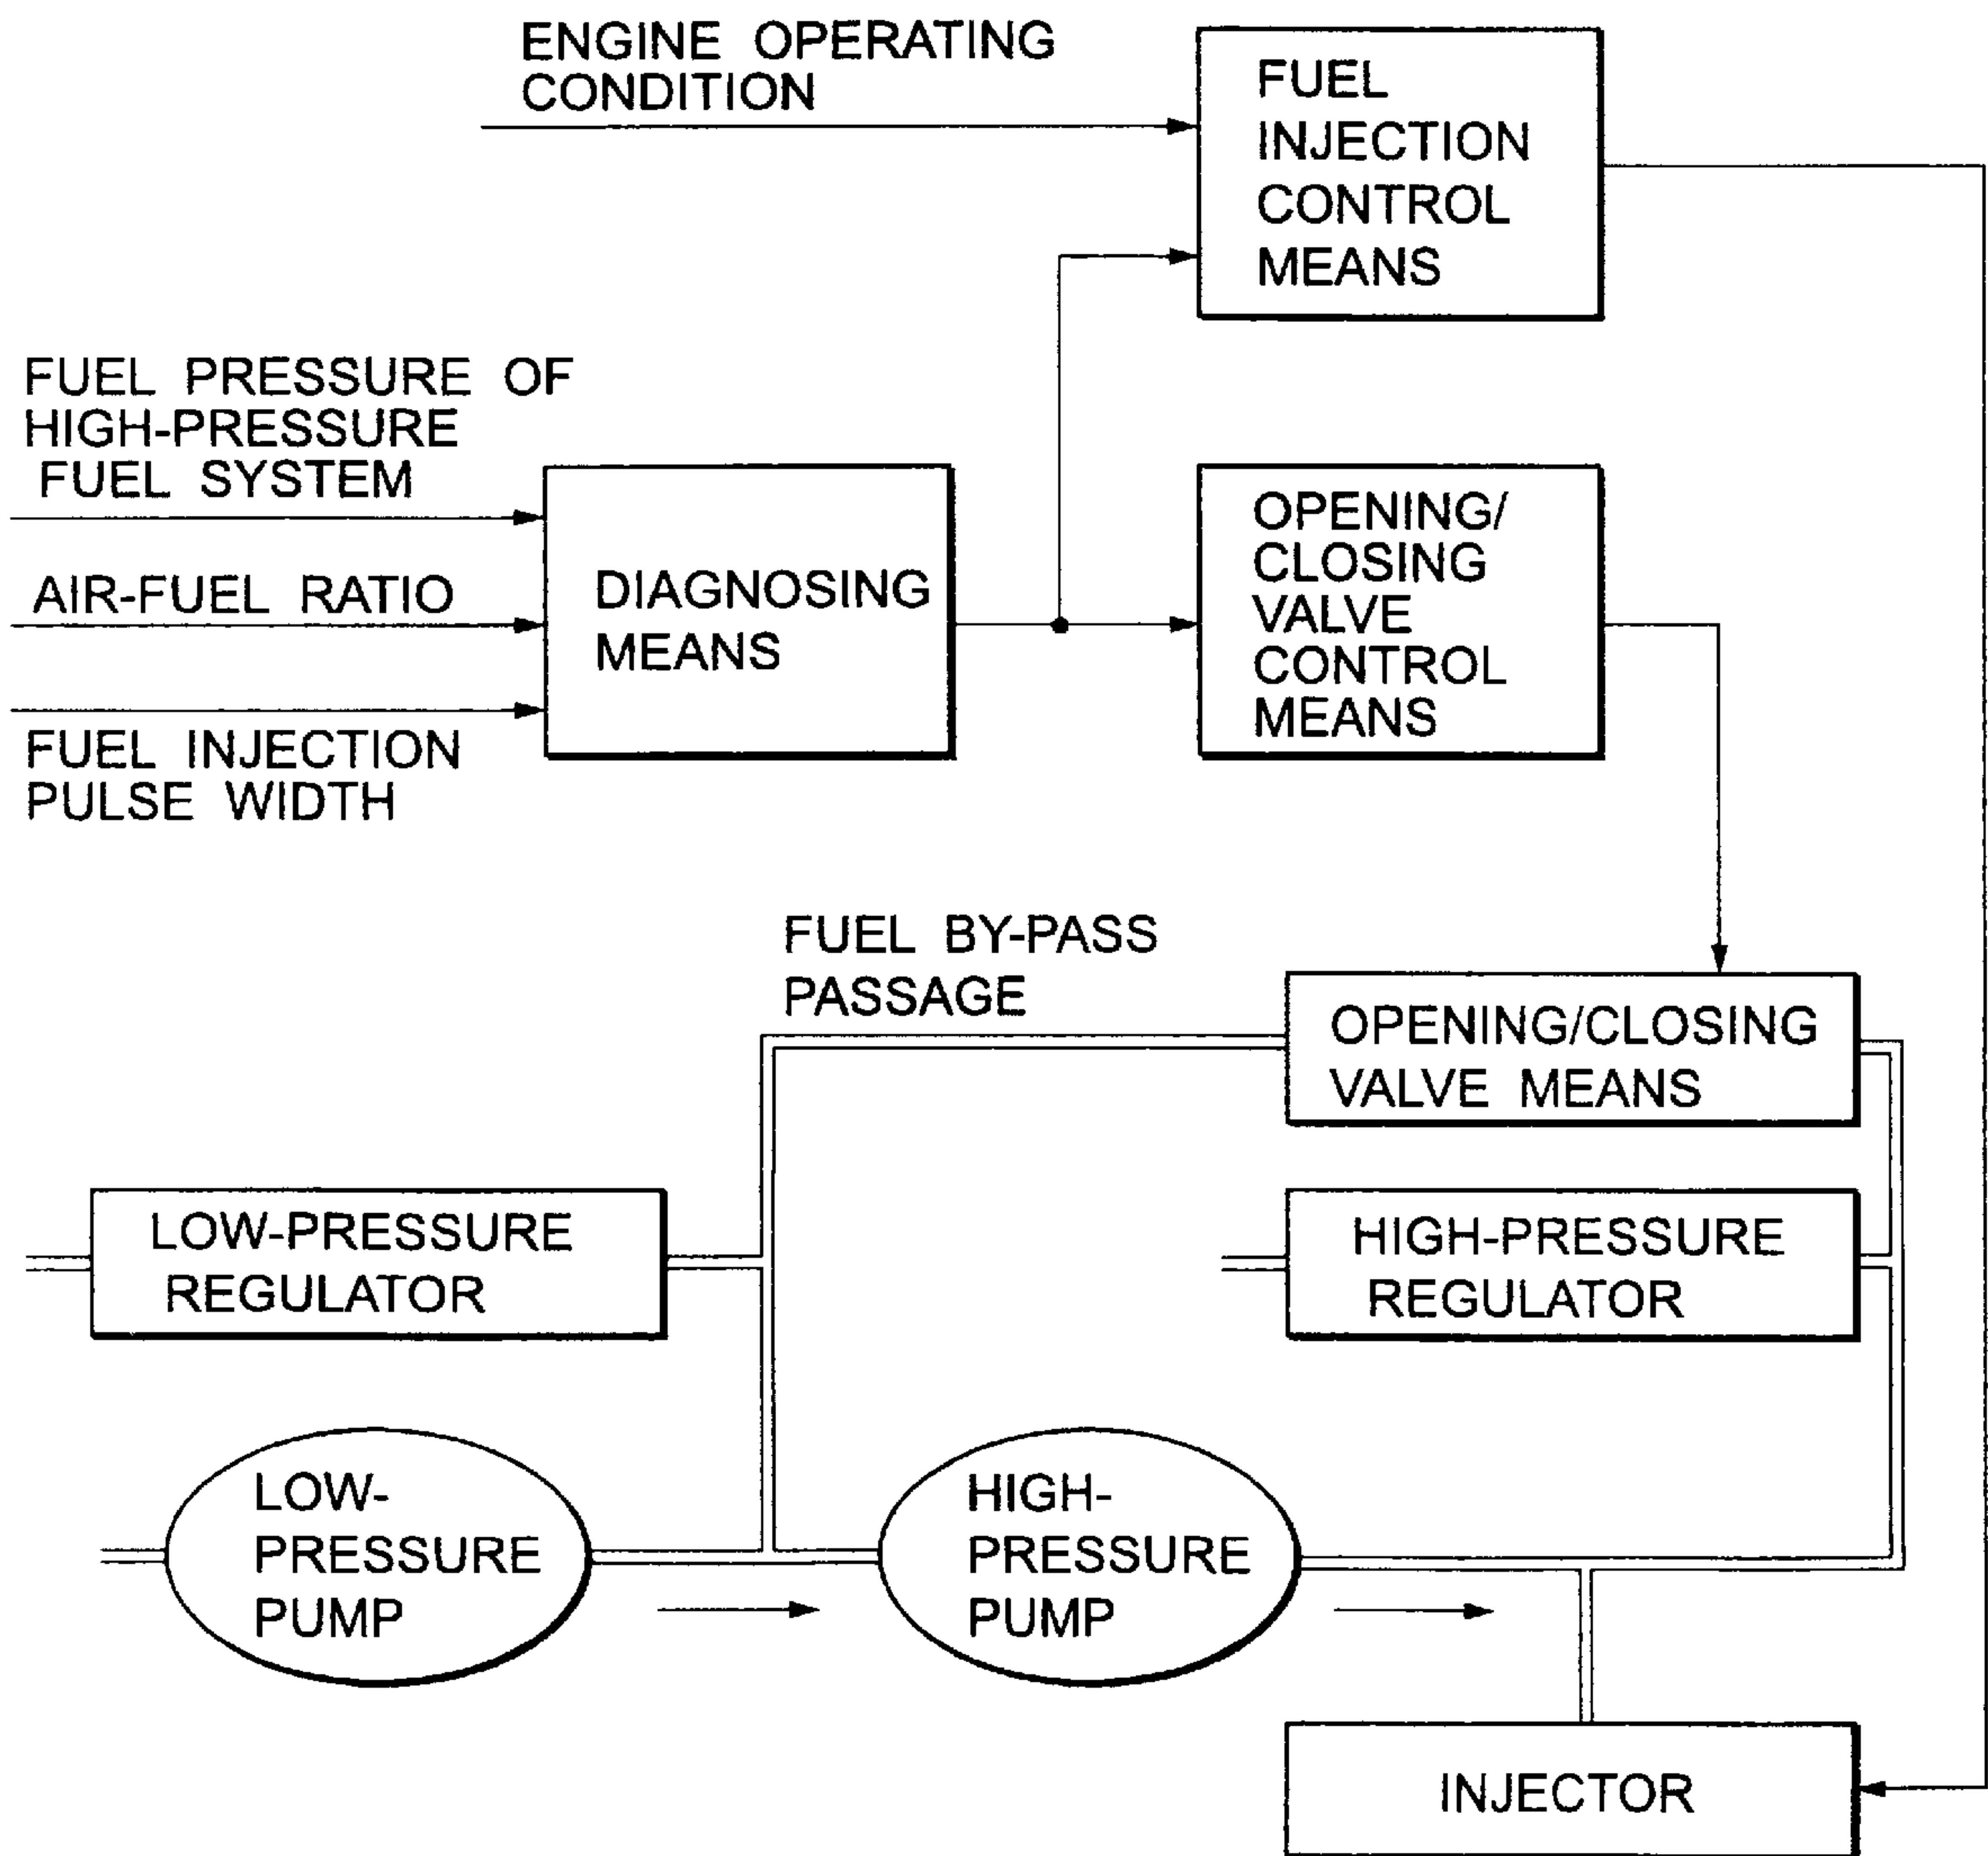 ENGINE OPERATING
CONDITION
FUEL
INJECTION
CONTROL
MEANS
FUEL PRESSURE OF
HIGH-PRESSURE
FUEL SYSTEM
AIR-FUEL RATIO
FUEL INJECTION
PULSE WIDTH
DIAGNOSING
MEANS
OPENING/
CLOSING
VALVE
CONTROL
MEANS
FUEL BY-PASS
PASSAGE
OPENING/CLOSING
VALVE MEANS
LOW-PRESSURE
REGULATOR
HIGH-PRESSURE
REGULATOR
LOW-
PRESSURE
PUMP
HIGH-
PRESSURE
PUMP
INJECTOR